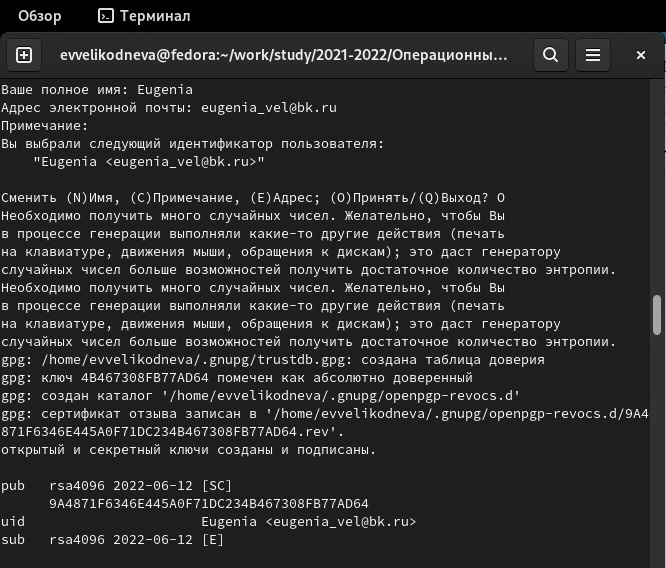 Обзор
Терминал
evvelikodneva@fedora:~/work/study/2021-2022/Операционны...
Ваше полное имя: Eugenia
Адрес электронной почты: eugenia_vel@bk.ru
Примечание:
Вы выбрали следующий идентификатор пользователя:
"Eugenia <eugenia_vel@bk.ru>"
Сменить (N)Имя, (C)Примечание, (E)Адрес; (O)Принять/(Q)Выход? O
Необходимо получить много случайных чисел. Желательно, чтобы Вы
в процессе генерации выполняли какие-то другие действия (печать
на клавиатуре, движения мыши, обращения к дискам); это даст генератору
случайных чисел больше возможностей получить достаточное количество энтропии.
Необходимо получить много случайных чисел. Желательно, чтобы Вы
в процессе генерации выполняли какие-то другие действия (печать
на клавиатуре, движения мыши, обращения к дискам); это даст генератору
случайных чисел больше возможностей получить достаточное количество энтропии.
gpg: /home/evvelikodneva/.gnupg/trustdb.gpg: создана таблица доверия
gpg: ключ 4B467308FB77AD64 помечен как абсолютно доверенный
gpg: создан каталог '/home/evvelikodneva/.gnupg/openpgp-revocs.d'
gpg: сертификат отзыва записан в '/home/evvelikodneva/.gnupg/openpgp-revocs.d/9A4
871F6346E445A0F71DC234B467308FB77AD64.rev'.
открытый и секретный ключи созданы и подписаны.
pub   rsa4096 2022-06-12 [SC]
9A4871F6346E445A0F71DC234B467308FB77AD64
uid                      Eugenia <eugenia_vel@bk.ru>
sub   rsa4096 2022-06-12 [E]